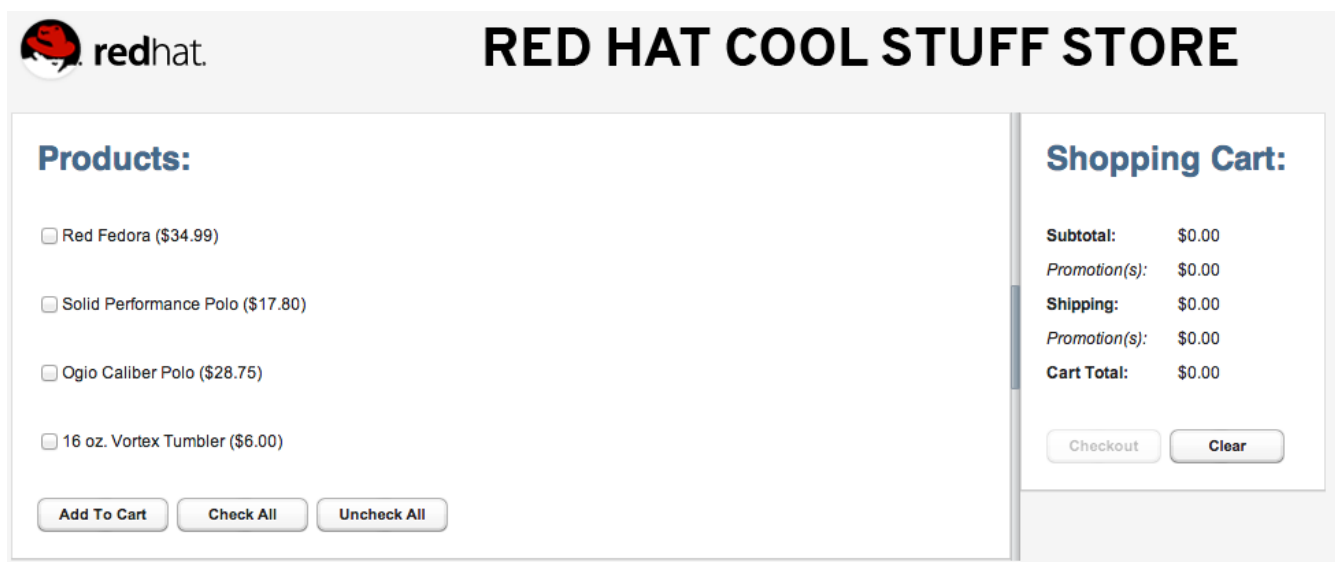 redhat.
RED HAT COOL STUFF STORE
Products:
Red Fedora ($34.99)
Solid Performance Polo ($17.80)
Ogio Caliber Polo ($28.75)
16 oz. Vortex Tumbler ($6.00)
Add To Cart Check All Uncheck All
Shopping Cart:
Subtotal: $0.00
Promotion(s): $0.00
Shipping: $0.00
Promotion(s): $0.00
Cart Total: $0.00
Checkout Clear